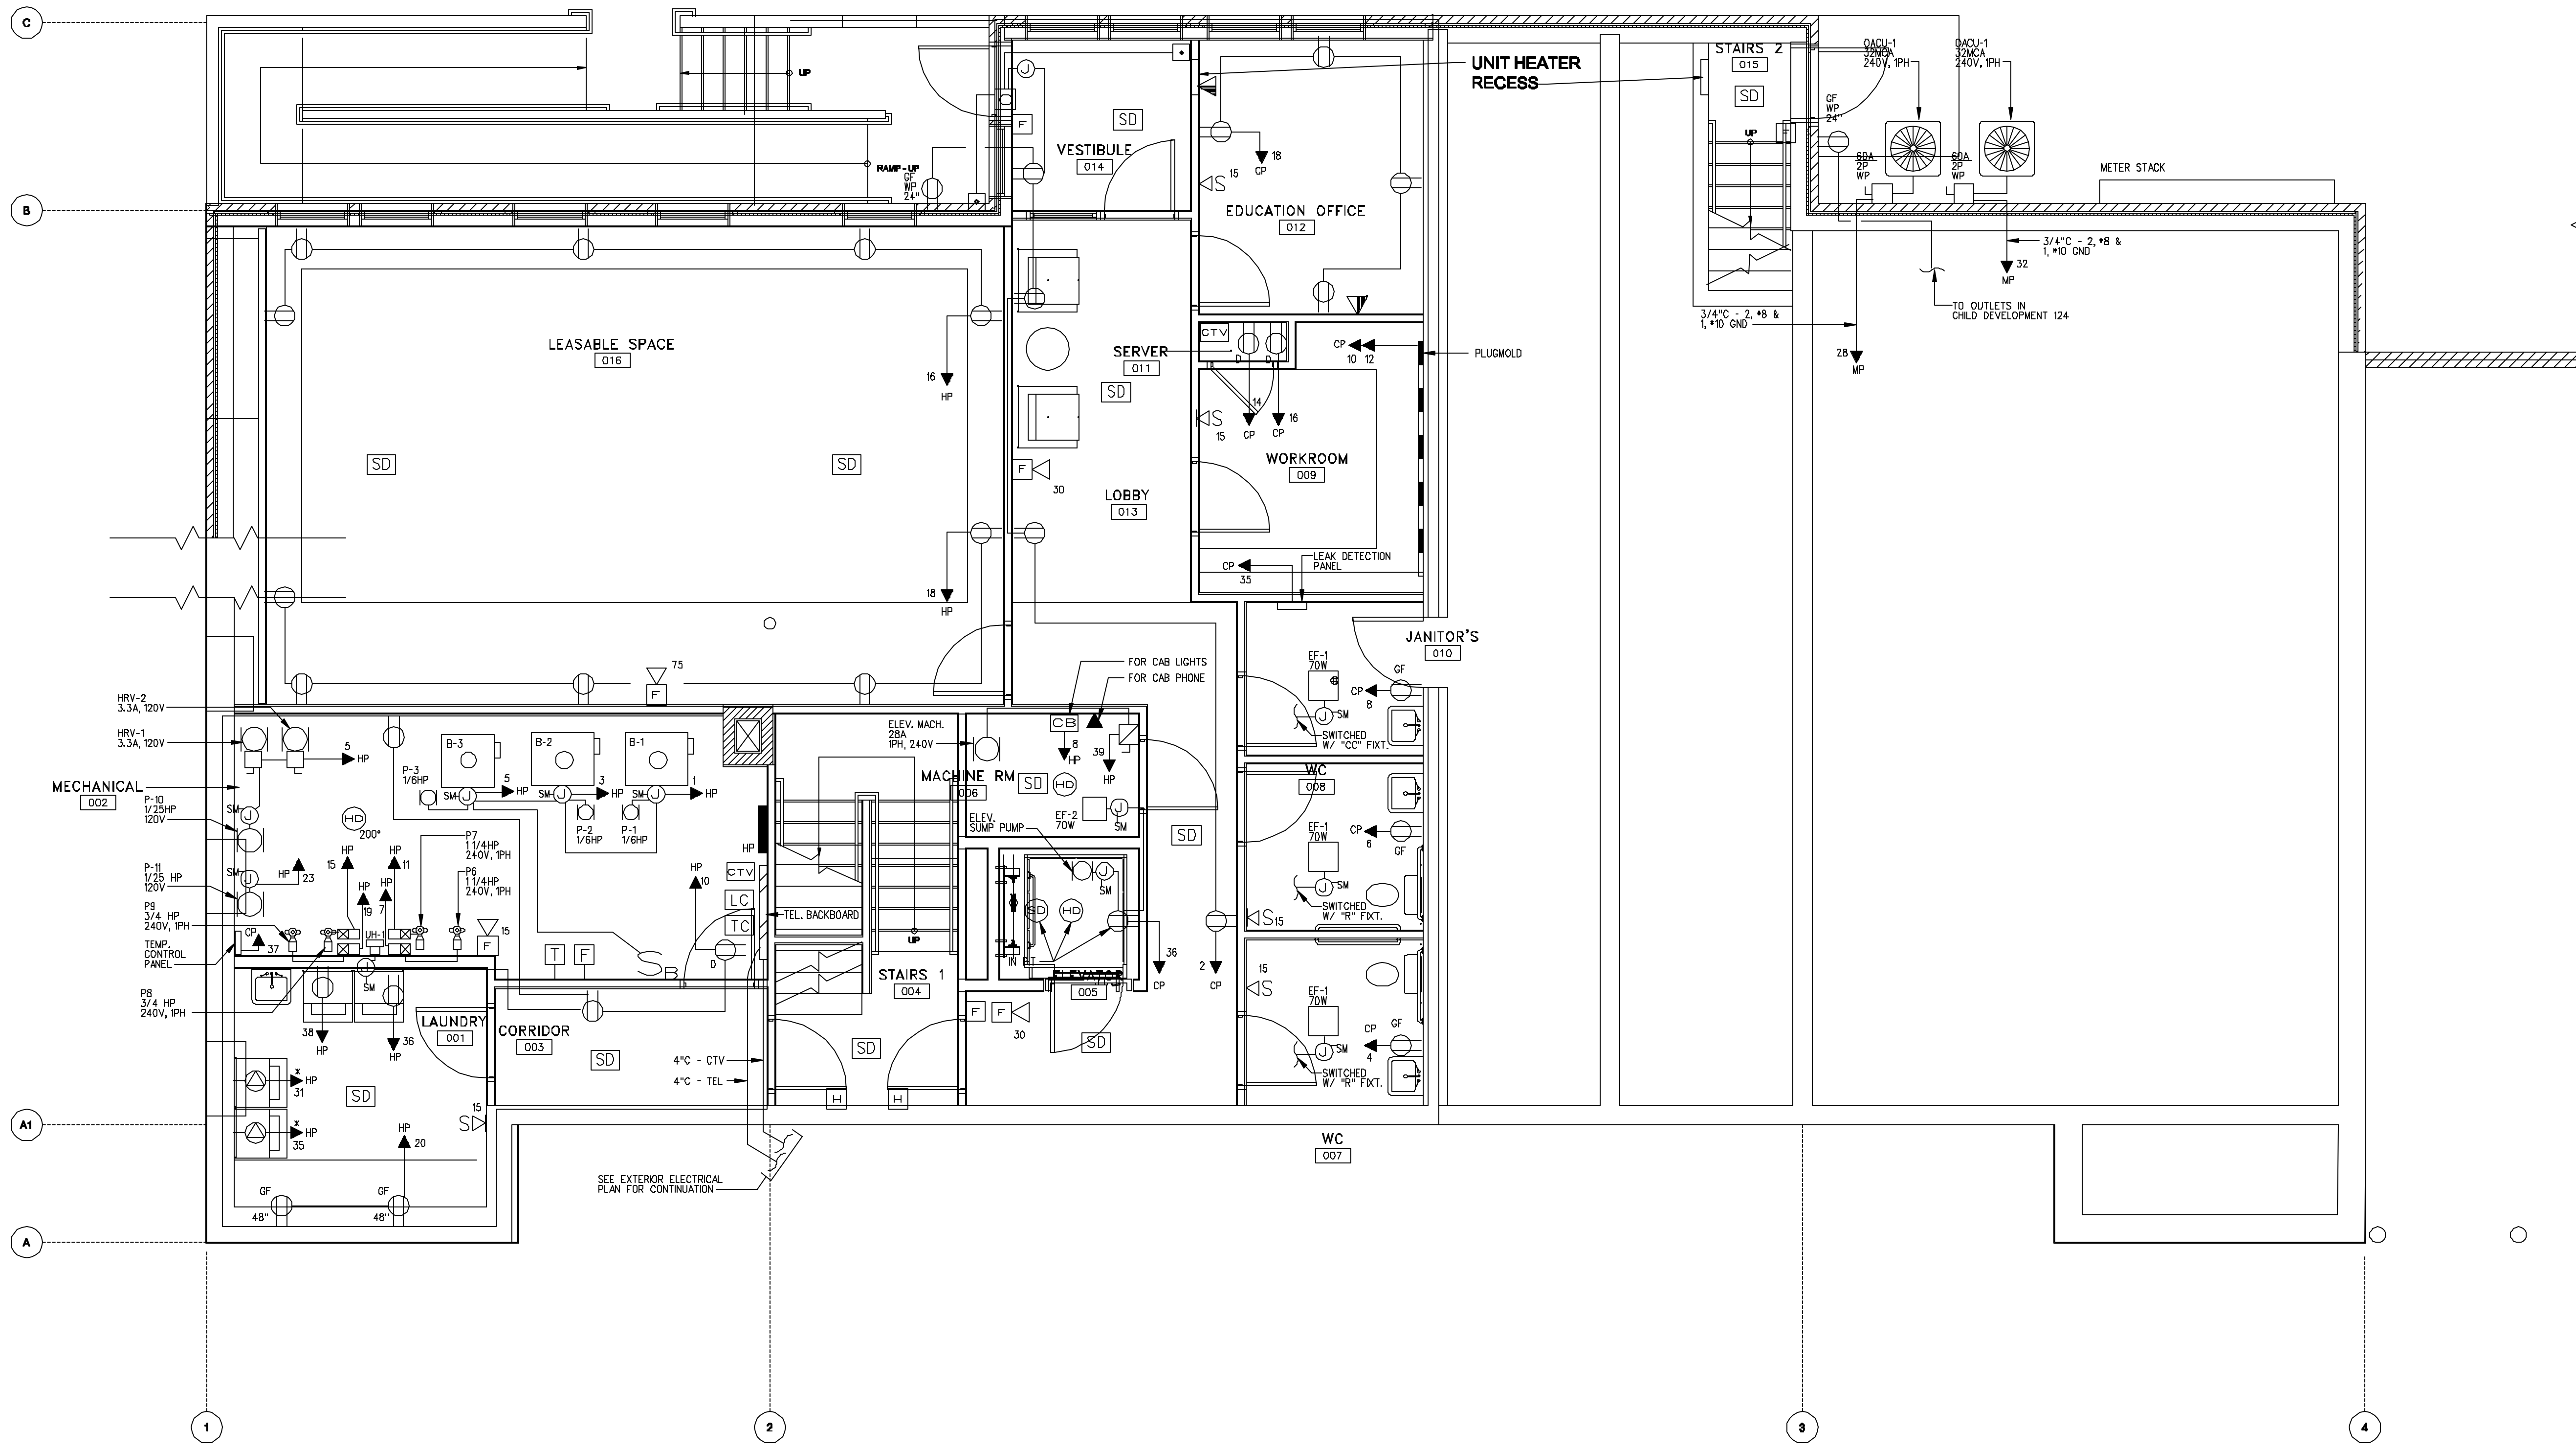 C
UP
RAMP-UP
GF
WP
24"
J
F
SD
VESTIBULE
014
18
CP
S
15
EDUCATION OFFICE
012
UNIT HEATER
RECESS
STAIRS 2
015
SD
UP
F
OACU-1
32MCA
240V, 1PH
OACU-1
32MCA
240V, 1PH
GF
WP
24"
60A
2P
WP
60A
2P
WP
METER STACK
B
3/4"C - 2, #8 &
1, #10 GND
32
MP
TO OUTLETS IN
CHILD DEVELOPMENT 124
3/4"C - 2, #8 &
1, #10 GND
28
MP
LEASABLE SPACE
016
16
HP
SD
SD
18
HP
75
F
CTV
SERVER
011
D
D
CP
10 12
PLUGMOLD
SD
14
CP
16
CP
S
15
WORKROOM
009
F
30
LOBBY
013
CP
35
LEAK DETECTION
PANEL
JANITOR'S
010
EF-1
70W
GF
CP
8
J
SM
SWITCHED
W/ "CC" FIXT.
FOR CAB LIGHTS
FOR CAB PHONE
HRV-2
3.3A, 120V
HRV-1
3.3A, 120V
5
HP
B-3
B-2
B-1
P-3
1/6HP
5
SM
J
HP
3
SM
J
HP
1
SM
J
HP
P-2
1/6HP
P-1
1/6HP
ELEV. MACH.
28A
1PH, 240V
CB
8
HP
39
HP
MACHINE RM
006
SD
HD
EF-2
70W
J
SM
ELEV.
SUMP PUMP
WC
008
EF-1
70W
CP
6
GF
J
SM
SWITCHED
W/ "R" FIXT.
SD
MECHANICAL
002
P-10
1/25HP
120V
SM
J
HD
200°
P7
1 1/4HP
240V, 1PH
P6
1 1/4HP
240V, 1PH
P-11
1/25 HP
120V
SM
J
HP
23
HP
15
HP
19
HP
7
HP
11
HP
CTV
LC
TC
HP
10
TEL. BACKBOARD
P9
3/4 HP
240V, 1PH
CP
37
UH-1
15
F
TEMP.
CONTROL
PANEL
T
F
S
B
D
UP
J
SM
SD
HD
IN PIT
36
CP
2
CP
S
15
P8
3/4 HP
240V, 1PH
J
SM
38
HP
36
HP
LAUNDRY
001
CORRIDOR
003
SD
STAIRS 1
004
ELEVATOR
005
F
F
30
SD
SD
15
S
EF-1
70W
CP
4
GF
J
SM
SWITCHED
W/ "R" FIXT.
4"C - CTV
4"C - TEL
H
H
x
HP
31
SD
x
HP
35
15
S
HP
20
GF
48"
GF
48"
A1
WC
007
SEE EXTERIOR ELECTRICAL
PLAN FOR CONTINUATION
A
1
2
3
4